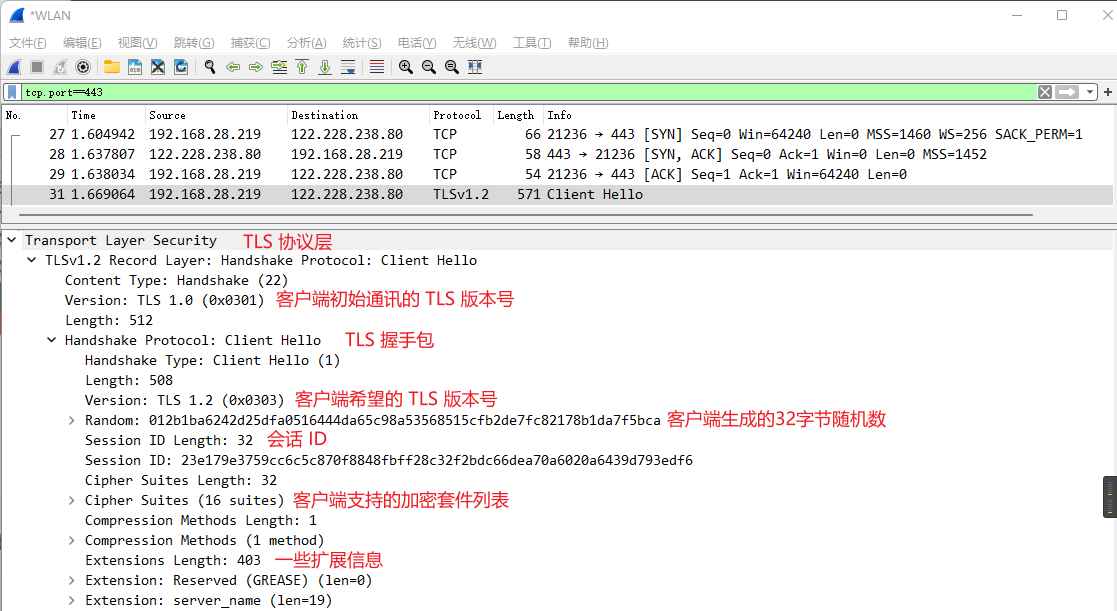 *WLAN
文件(F) 编辑(E) 视图(V) 跳转(G) 捕获(C) 分析(A) 统计(S) 电话(Y) 无线(W) 工具(T) 帮助(H)
tcp.port==443
No. Time Source Destination Protocol Length Info
27 1.604942 192.168.28.219 122.228.238.80 TCP 66 21236 → 443 [SYN] Seq=0 Win=64240 Len=0 MSS=1460 WS=256 SACK_PERM=1
28 1.637807 122.228.238.80 192.168.28.219 TCP 58 443 → 21236 [SYN, ACK] Seq=0 Ack=1 Win=0 Len=0 MSS=1452
29 1.638034 192.168.28.219 122.228.238.80 TCP 54 21236 → 443 [ACK] Seq=1 Ack=1 Win=64240 Len=0
31 1.669064 192.168.28.219 122.228.238.80 TLSv1.2 571 Client Hello
Transport Layer Security TLS 协议层
TLSv1.2 Record Layer: Handshake Protocol: Client Hello
Content Type: Handshake (22)
Version: TLS 1.0 (0x0301) 客户端初始通讯的 TLS 版本号
Length: 512
Handshake Protocol: Client Hello TLS 握手包
Handshake Type: Client Hello (1)
Length: 508
Version: TLS 1.2 (0x0303) 客户端希望的 TLS 版本号
Random: 012b1ba6242d25dfa0516444da65c98a53568515cfb2de7fc82178b1da7f5bca 客户端生成的32字节随机数
Session ID Length: 32 会话 ID
Session ID: 23e179e3759cc6c5c870f8848fbff28c32f2bdc66dea70a6020a6439d793edf6
Cipher Suites Length: 32
Cipher Suites (16 suites) 客户端支持的加密套件列表
Compression Methods Length: 1
Compression Methods (1 method)
Extensions Length: 403 一些扩展信息
Extension: Reserved (GREASE) (len=0)
Extension: server_name (len=19)